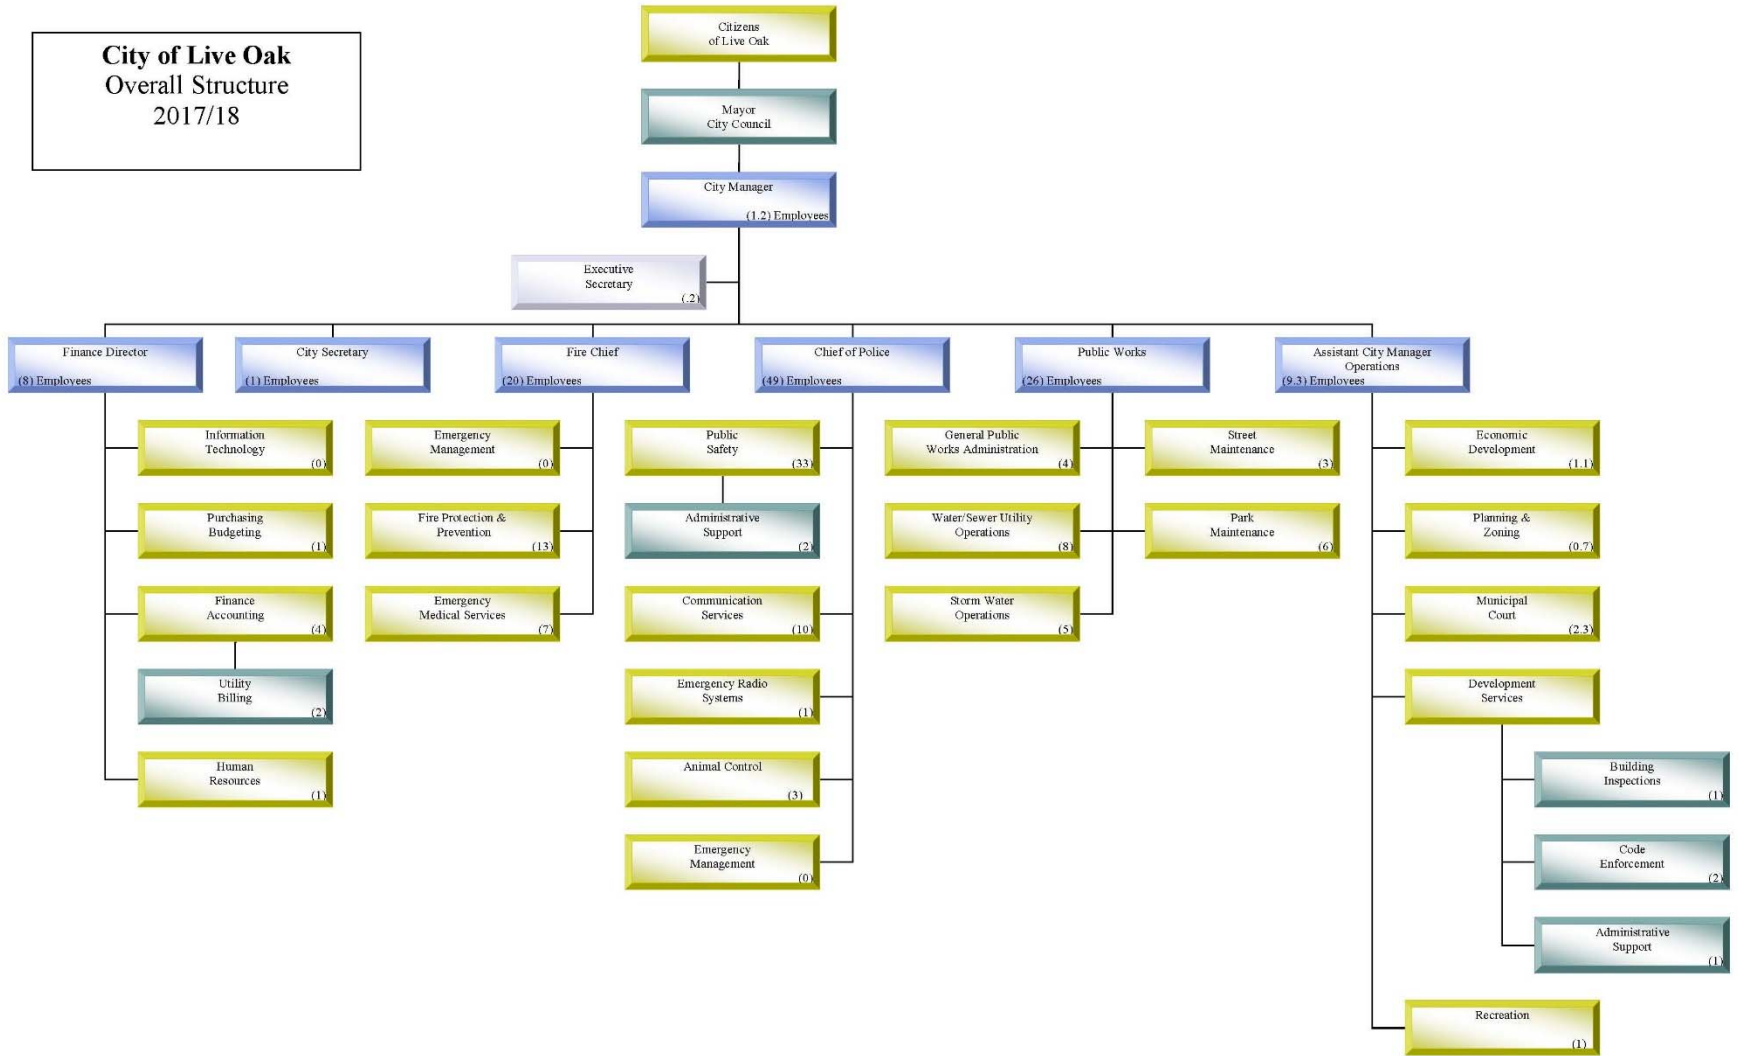 City of Live Oak
Overall Structure
2017/18
Citizens
of Live Oak
Mayor
City Council
City Manager
(1.2) Employees
Executive
Secretary
(.2)
Finance Director
(8) Employees
City Secretary
(1) Employees
Fire Chief
(20) Employees
Chief of Police
(49) Employees
Public Works
(26) Employees
Assistant City Manager
Operations
(9.3) Employees
Information
Technology
(0)
Purchasing
Budgeting
(1)
Finance
Accounting
(4)
Utility
Billing
(2)
Human
Resources
(1)
Emergency
Management
(0)
Fire Protection &
Prevention
(13)
Emergency
Medical Services
(7)
Public
Safety
(33)
Administrative
Support
(2)
Communication
Services
(10)
Emergency Radio
Systems
(1)
Animal Control
(3)
Emergency
Management
(0)
General Public
Works Administration
(4)
Water/Sewer Utility
Operations
(8)
Storm Water
Operations
(5)
Street
Maintenance
(3)
Park
Maintenance
(6)
Economic
Development
(1.1)
Planning &
Zoning
(0.7)
Municipal
Court
(2.3)
Development
Services
Building
Inspections
(1)
Code
Enforcement
(2)
Administrative
Support
(1)
Recreation
(1)